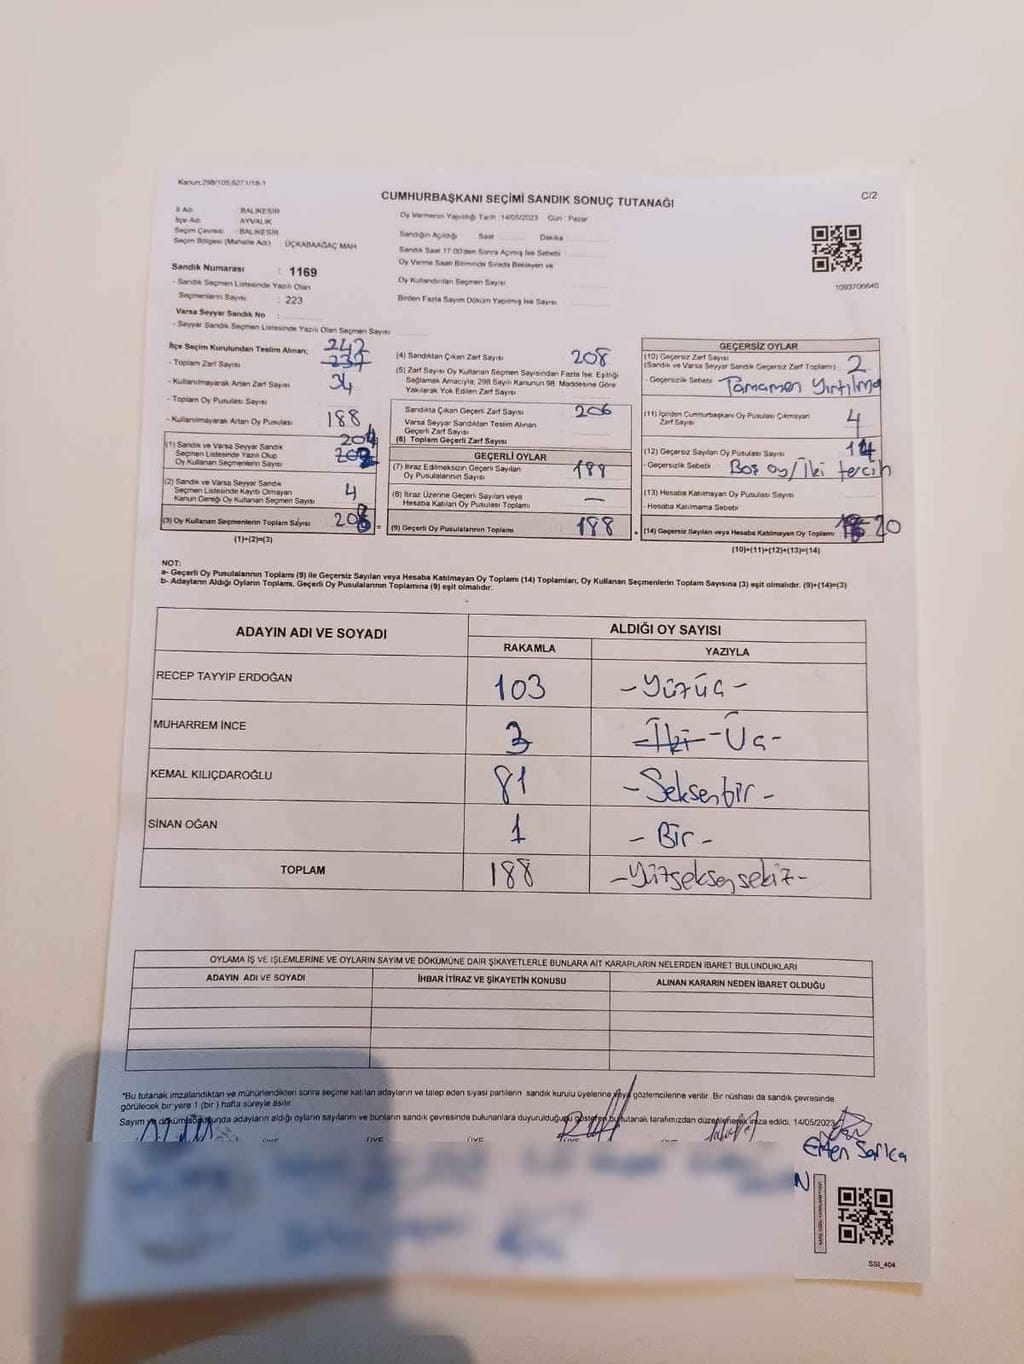 Kanun:298/105,6271/18-1
CUMHURBAŞKANI SEÇİMİ SANDIK SONUÇ TUTANAĞI
C/2
İl Adı : BALIKESİR
İlçe Adı : AYVALIK
Seçim Çevresi : BALIKESİR
Seçim Bölgesi (Mahalle Adı) : ÜÇKABAAĞAÇ MAH.
Sandık Numarası : 1169
- Sandık Seçmen Listesinde Yazılı Olan
Seçmenlerin Sayısı : 223
Varsa Seyyar Sandık No :
- Seyyar Sandık Seçmen Listesinde Yazılı Olan Seçmen Sayısı
Oy Vermenin Yapıldığı Tarih : 14/05/2023 Gün : Pazar
Sandığın Açıldığı Saat Dakika
Sandık Saat 17:00'den Sonra Açılmış İse Sebebi
Oy Verme Saati Bitiminde Sırada Bekleyen ve
Oy Kullandırılan Seçmen Sayısı
Birden Fazla Sayım Döküm Yapılmış İse Sayısı
1093706640
İlçe Seçim Kurulundan Teslim Alınan; 242
- Toplam Zarf Sayısı 237
- Kullanılmayarak Artan Zarf Sayısı 34
- Toplam Oy Pusulası Sayısı
- Kullanılmayarak Artan Oy Pusulası 188
(1) Sandık ve Varsa Seyyar Sandık
Seçmen Listesinde Yazılı Olup
Oy Kullanan Seçmenlerin Sayısı 204
(2) Sandık ve Varsa Seyyar Sandık
Seçmen Listesinde Kayıtlı Olmayan
Kanun Gereği Oy Kullanan Seçmen Sayısı 4
(3) Oy Kullanan Seçmenlerin Toplam Sayısı 208
(1)+(2)=(3)
(4) Sandıktan Çıkan Zarf Sayısı 208
(5) Zarf Sayısı Oy Kullanan Seçmen Sayısından Fazla İse, Eşitliği
Sağlamak Amacıyla, 298 Sayılı Kanunun 98. Maddesine Göre
Yakılarak Yok Edilen Zarf Sayısı
Sandıkta Çıkan Geçerli Zarf Sayısı 206
Varsa Seyyar Sandıktan Teslim Alınan
Geçerli Zarf Sayısı
(6) Toplam Geçerli Zarf Sayısı
GEÇERLİ OYLAR
(7) İtiraz Edilmeksizin Geçerli Sayılan
Oy Pusulalarının Sayısı 188
(8) İtiraz Üzerine Geçerli Sayılan veya
Hesaba Katılan Oy Pusulası Toplamı —
(9) Geçerli Oy Pusulalarının Toplamı 188
GEÇERSİZ OYLAR
(10) Geçersiz Zarf Sayısı
(Sandık ve Varsa Seyyar Sandık Geçersiz Zarf Toplamı) 2
- Geçersizlik Sebebi Tamamen Yırtılma
(11) İçinden Cumhurbaşkanı Oy Pusulası Çıkmayan
Zarf Sayısı 4
(12) Geçersiz Sayılan Oy Pusulası Sayısı 14
- Geçersizlik Sebebi Boş oy/İki tercih
(13) Hesaba Katılmayan Oy Pusulası Sayısı
- Hesaba Katılmama Sebebi
(14) Geçersiz Sayılan veya Hesaba Katılmayan Oy Toplamı 20
(10)+(11)+(12)+(13)=(14)
NOT:
a- Geçerli Oy Pusulalarının Toplamı (9) ile Geçersiz Sayılan veya Hesaba Katılmayan Oy Toplamı (14) Toplamları, Oy Kullanan Seçmenlerin Toplam Sayısına (3) eşit olmalıdır. (9)+(14)=(3)
b- Adayların Aldığı Oyların Toplamı, Geçerli Oy Pusulalarının Toplamına (9) eşit olmalıdır.
ADAYIN ADI VE SOYADI ALDIĞI OY SAYISI
RAKAMLA YAZIYLA
RECEP TAYYİP ERDOĞAN 103 -Yüzüç-
MUHARREM İNCE 3 -İki- -Üç-
KEMAL KILIÇDAROĞLU 81 -Seksenbir-
SİNAN OĞAN 1 -Bir-
TOPLAM 188 -Yüzseksensekiz-
OYLAMA İŞ VE İŞLEMLERİNE VE OYLARIN SAYIM VE DÖKÜMÜNE DAİR ŞİKAYETLERLE BUNLARA AİT KARARLARIN NELERDEN İBARET BULUNDUKLARI
ADAYIN ADI VE SOYADI İHBAR İTİRAZ VE ŞİKAYETİN KONUSU ALINAN KARARIN NEDEN İBARET OLDUĞU
*Bu tutanak imzalandıktan ve mühürlendikten sonra seçime katılan adayların ve talep eden siyasi partilerin sandık kurulu üyelerine veya gözlemcilerine verilir. Bir nüshası da sandık çevresinde
görülecek bir yere 1 (bir) hafta süreyle asılır.
Sayım ve dökümü sonunda adayların aldığı oyların sayılarını ve bunların sandık çevresinde bulunanlara duyurulduğunu gösteren bu tutanak tarafımızdan düzenlenerek imza edildi. 14/05/2023
ÜYE ÜYE ÜYE ÜYE
Erten Sarıca
SSI_404